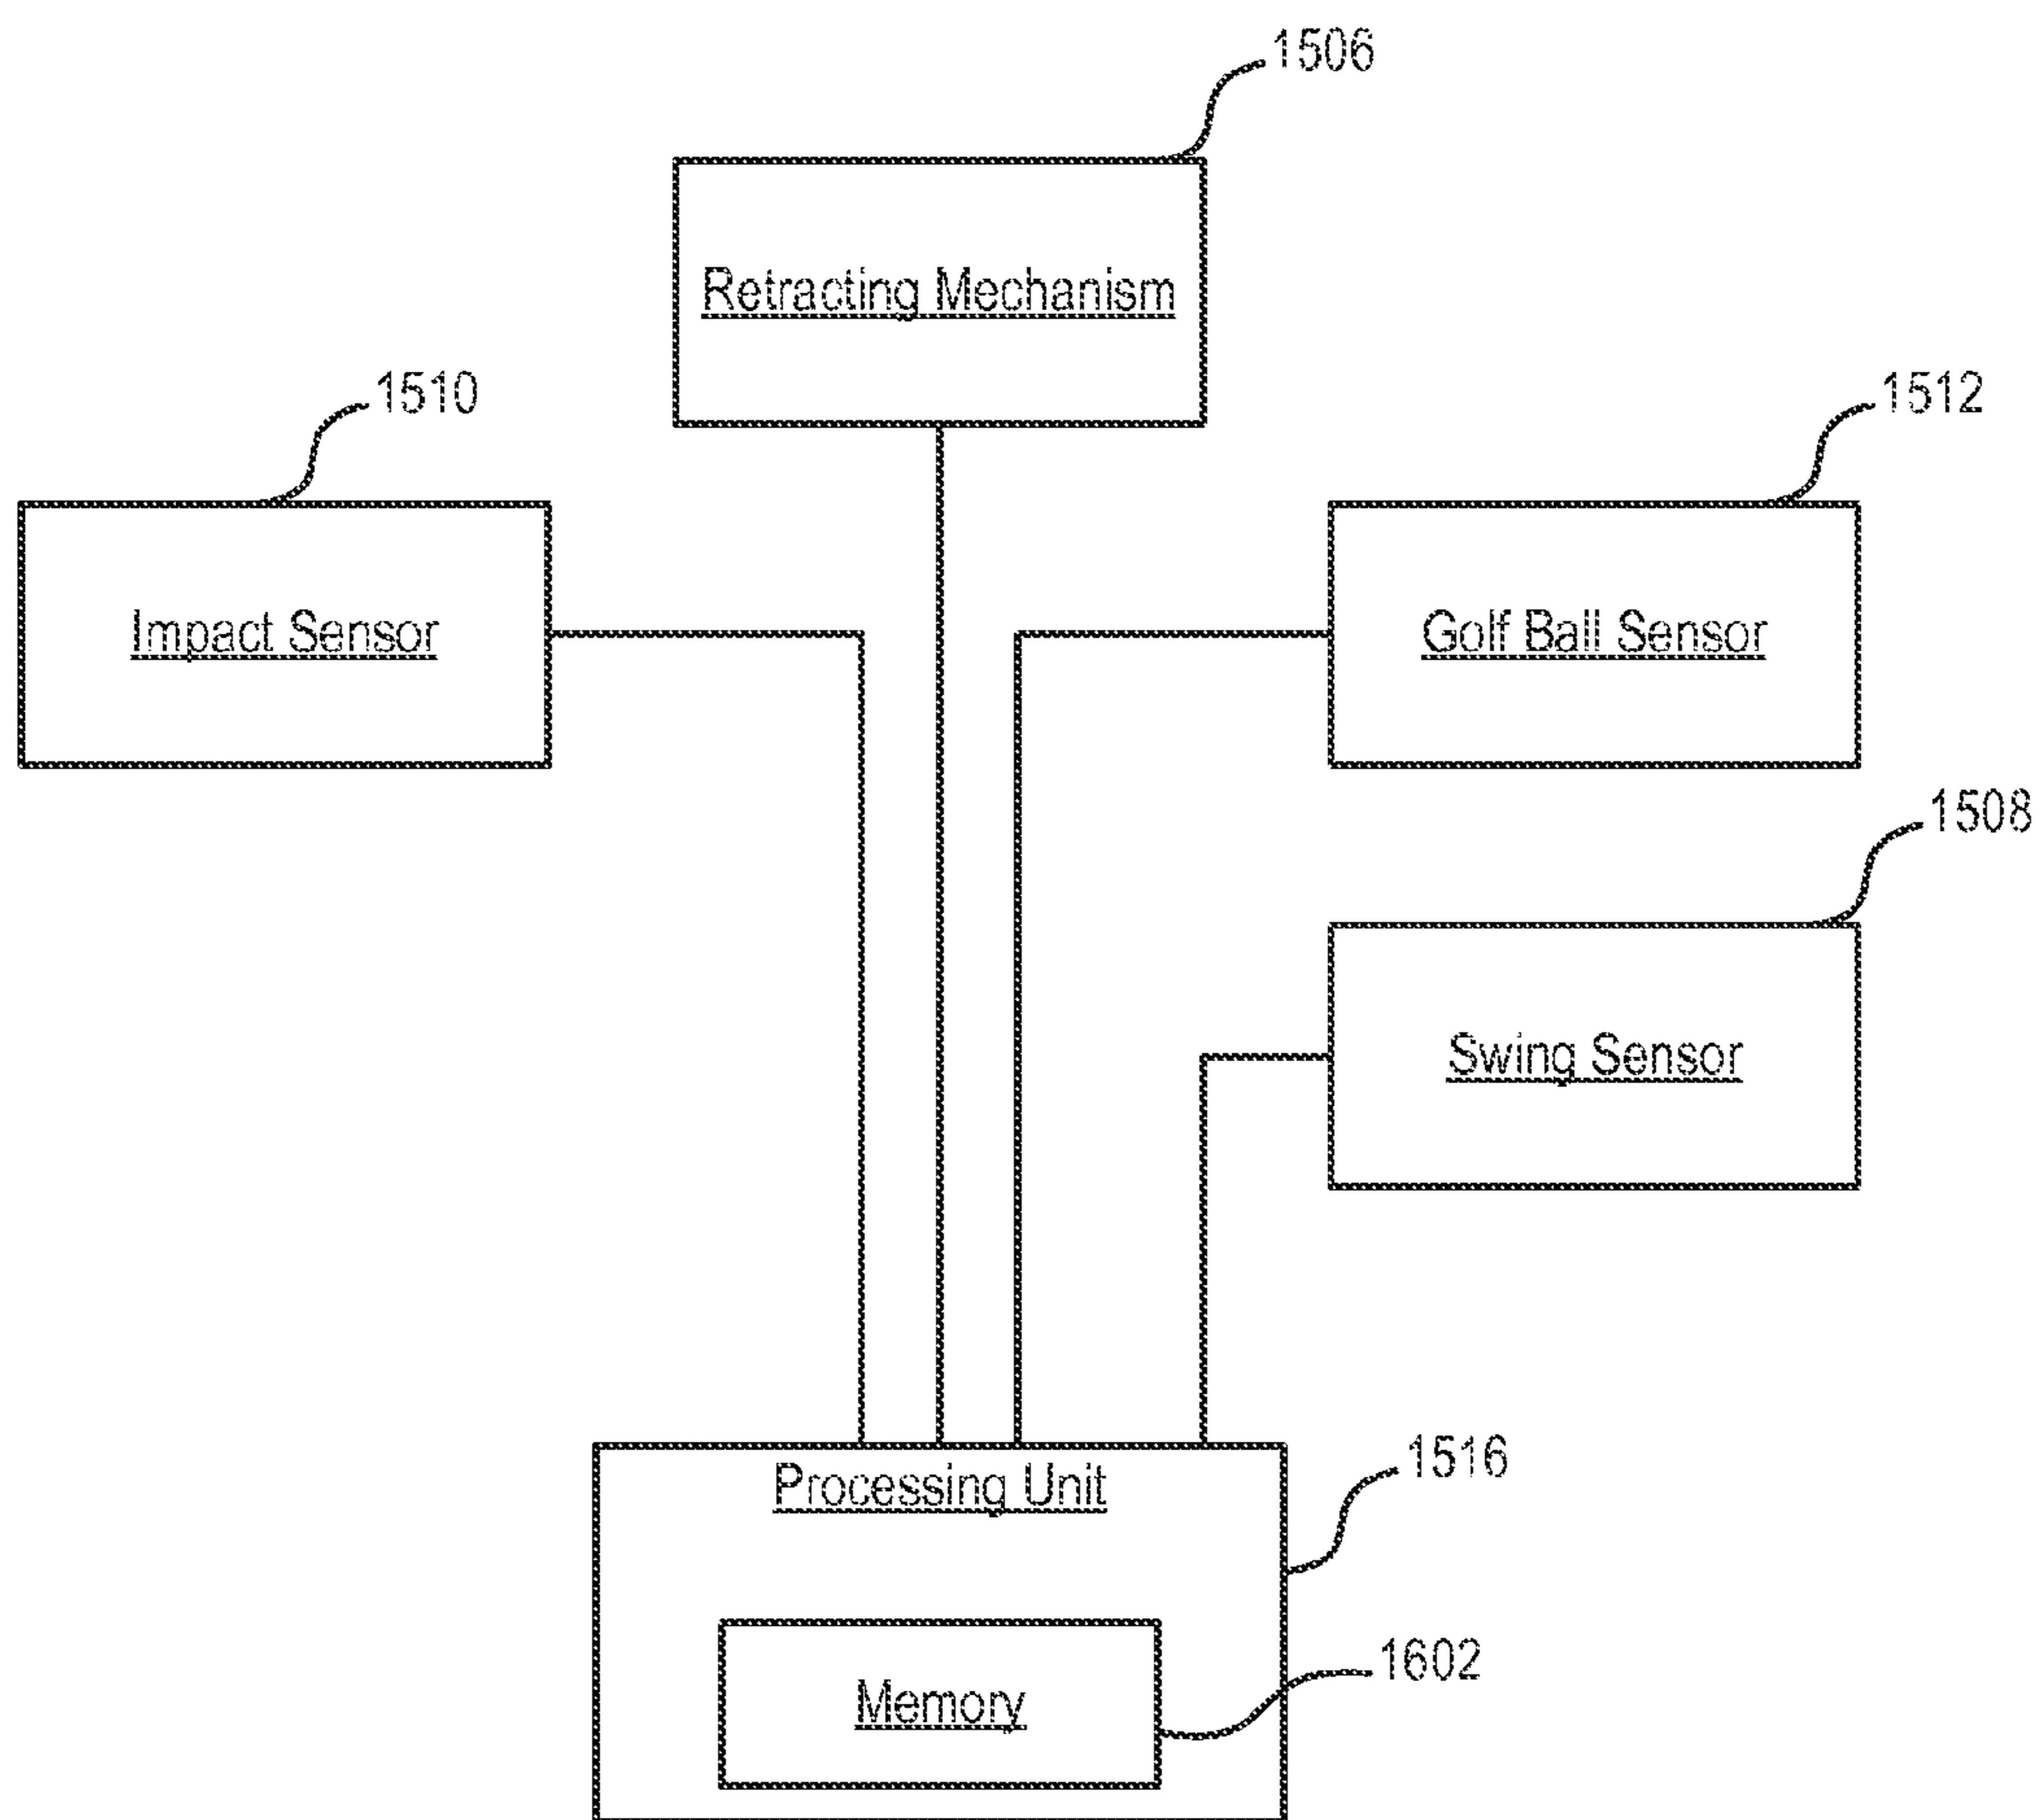 1506
Retracting Mechanism
1510
1512
Impact Sensor
Golf Ball Sensor
1508
Swing Sensor
Processing Unit
1516
Memory
1602